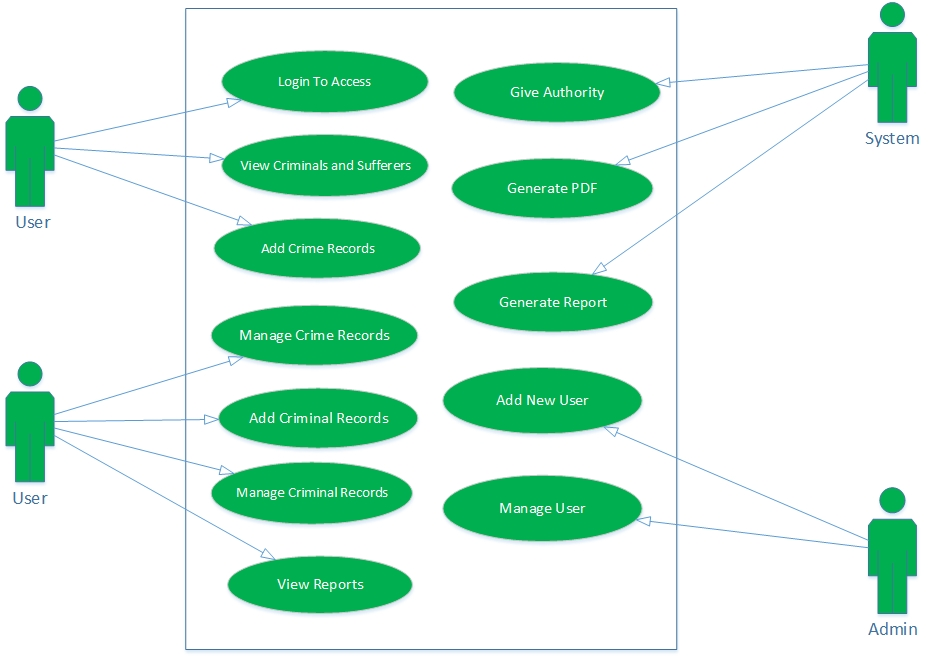 Login To Access
View Criminals and Sufferers
Add Crime Records
Manage Crime Records
Add Criminal Records
Manage Criminal Records
View Reports
Give Authority
Generate PDF
Generate Report
Add New User
Manage User
User
User
System
Admin